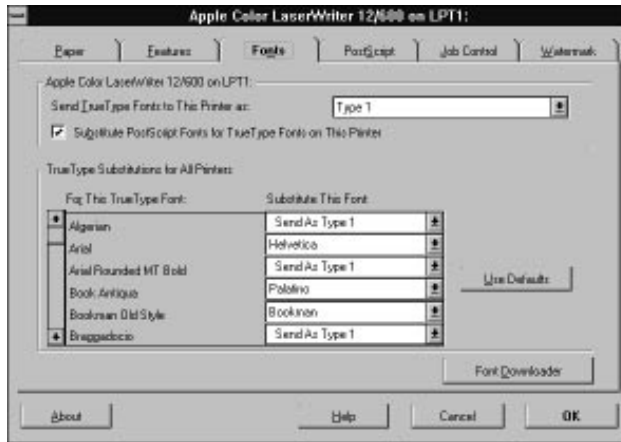 Apple Color LaserWriter 12/600 on LPT1:
Paper Features Fonts PostScript Job Control Watermark
Apple Color LaserWriter 12/600 on LPT1:
Send TrueType Fonts to This Printer as: Type 1
Substitute PostScript Fonts for TrueType Fonts on This Printer
TrueType Substitutions for All Printers
For This TrueType Font: Substitute This Font
Algerian Send As Type 1
Arial Helvetica
Arial Rounded MT Bold Send As Type 1
Book Antiqua Palatino
Bookman Old Style Bookman
Braggadocio Send As Type 1
Use Defaults
Font Downloader
About Help Cancel OK